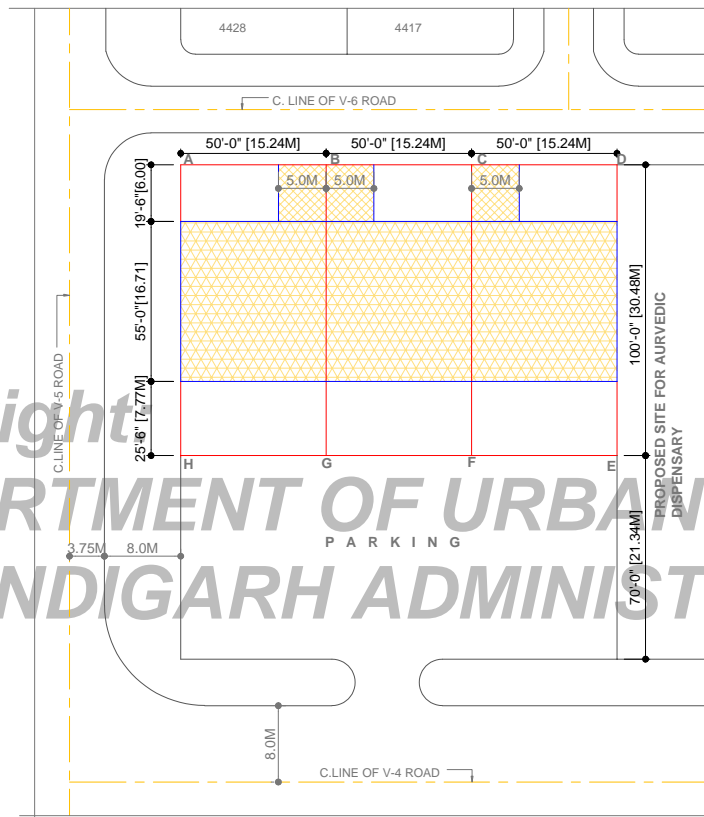 4428
4417
C. LINE OF V-6 ROAD
50'-0" [15.24M]
50'-0" [15.24M]
50'-0" [15.24M]
A
B
C
D
5.0M
5.0M
5.0M
19'-6"[6.00]
55'-0"[16.71]
100'-0" [30.48M]
PROPOSED SITE FOR AURVEDIC
DISPENSARY
C.LINE OF V-5 ROAD
25'-6" [7.77M]
ight:
H
G
F
E
RTMENT OF URBAN
PARKING
70'-0" [21.34M]
3.75M
8.0M
NDIGARH ADMINIST
8.0M
C.LINE OF V-4 ROAD